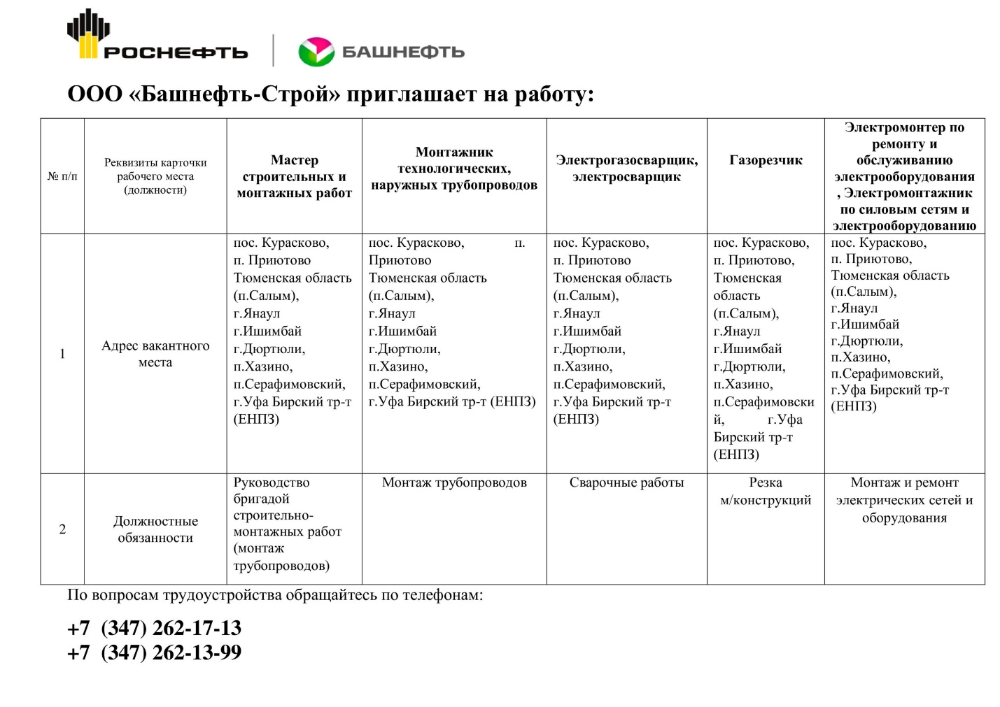 РОСНЕФТЬ
БАШНЕФТЬ
ООО «Башнефть-Строй» приглашает на работу:
№ п/п
Реквизиты карточки
рабочего места
(должности)
Мастер
строительных и
монтажных работ
Монтажник
технологических,
наружных трубопроводов
Электрогазосварщик,
электросварщик
Газорезчик
Электромонтер по
ремонту и
обслуживанию
электрооборудования
, Электромонтажник
по силовым сетям и
электрооборудованию
1
Адрес вакантного
места
пос. Курасково,
п. Приютово
Тюменская область
(п.Салым),
г.Янаул
г.Ишимбай
г.Дюртюли,
п.Хазино,
п.Серафимовский,
г.Уфа Бирский тр-т
(ЕНПЗ)
пос. Курасково, п.
Приютово
Тюменская область
(п.Салым),
г.Янаул
г.Ишимбай
г.Дюртюли,
п.Хазино,
п.Серафимовский,
г.Уфа Бирский тр-т (ЕНПЗ)
пос. Курасково,
п. Приютово
Тюменская область
(п.Салым),
г.Янаул
г.Ишимбай
г.Дюртюли,
п.Хазино,
п.Серафимовский,
г.Уфа Бирский тр-т
(ЕНПЗ)
пос. Курасково,
п. Приютово,
Тюменская
область
(п.Салым),
г.Янаул
г.Ишимбай
г.Дюртюли,
п.Хазино,
п.Серафимовски
й, г.Уфа
Бирский тр-т
(ЕНПЗ)
пос. Курасково,
п. Приютово,
Тюменская область
(п.Салым),
г.Янаул
г.Ишимбай
г.Дюртюли,
п.Хазино,
п.Серафимовский,
г.Уфа Бирский тр-т
(ЕНПЗ)
2
Должностные
обязанности
Руководство
бригадой
строительно-
монтажных работ
(монтаж
трубопроводов)
Монтаж трубопроводов
Сварочные работы
Резка
м/конструкций
Монтаж и ремонт
электрических сетей и
оборудования
По вопросам трудоустройства обращайтесь по телефонам:
+7 (347) 262-17-13
+7 (347) 262-13-99